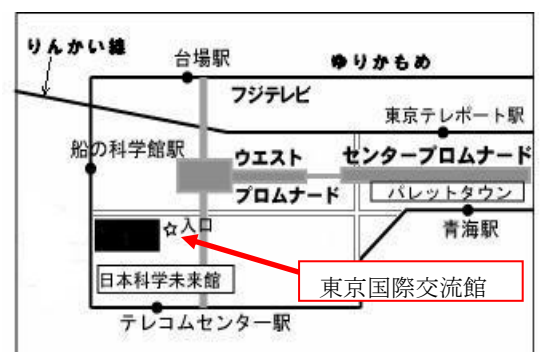 りんかい線
台場駅
ゆりかもめ
フジテレビ
東京テレポート駅
船の科学館駅
ウエスト
プロムナード
センタープロムナード
パレットタウン
青海駅
☆入口
日本科学未来館
東京国際交流館
テレコムセンター駅